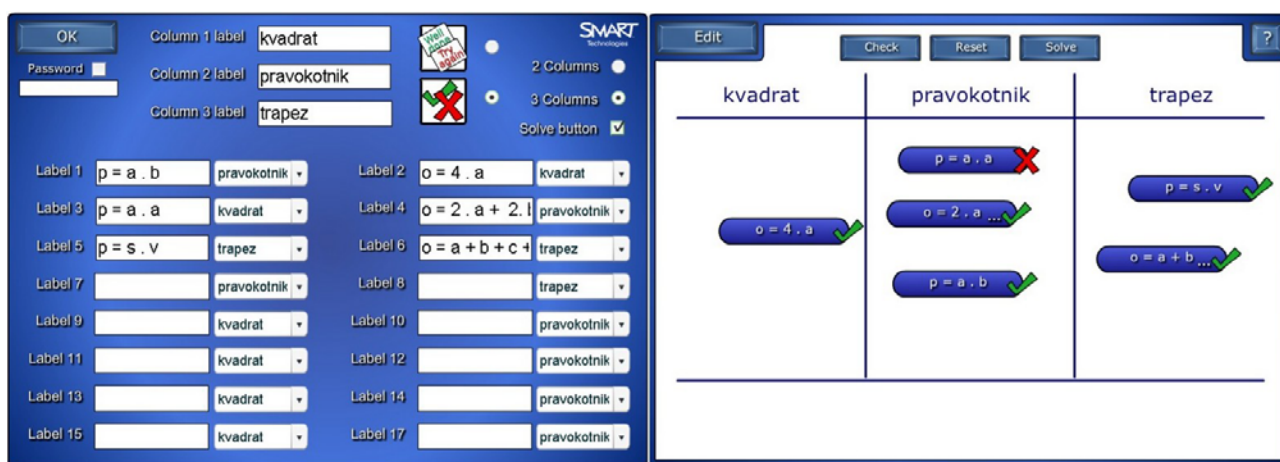 OK
Password
Column 1 label kvadrat
Column 2 label pravokotnik
Column 3 label trapez
Well done
Try again
SMART
Technologies
2 Columns
3 Columns
Solve button
Label 1 p = a . b pravokotnik Label 2 o = 4 . a kvadrat
Label 3 p = a . a kvadrat Label 4 o = 2 . a + 2. pravokotnik
Label 5 p = s . v trapez Label 6 o = a + b + c + trapez
Label 7 pravokotnik Label 8 trapez
Label 9 kvadrat Label 10 pravokotnik
Label 11 kvadrat Label 12 pravokotnik
Label 13 kvadrat Label 14 pravokotnik
Label 15 kvadrat Label 17 pravokotnik
Edit
Check Reset Solve
?
kvadrat pravokotnik trapez
p = a . a
p = s . v
o = 2 . a ...
o = 4 . a
o = a + b ...
p = a . b